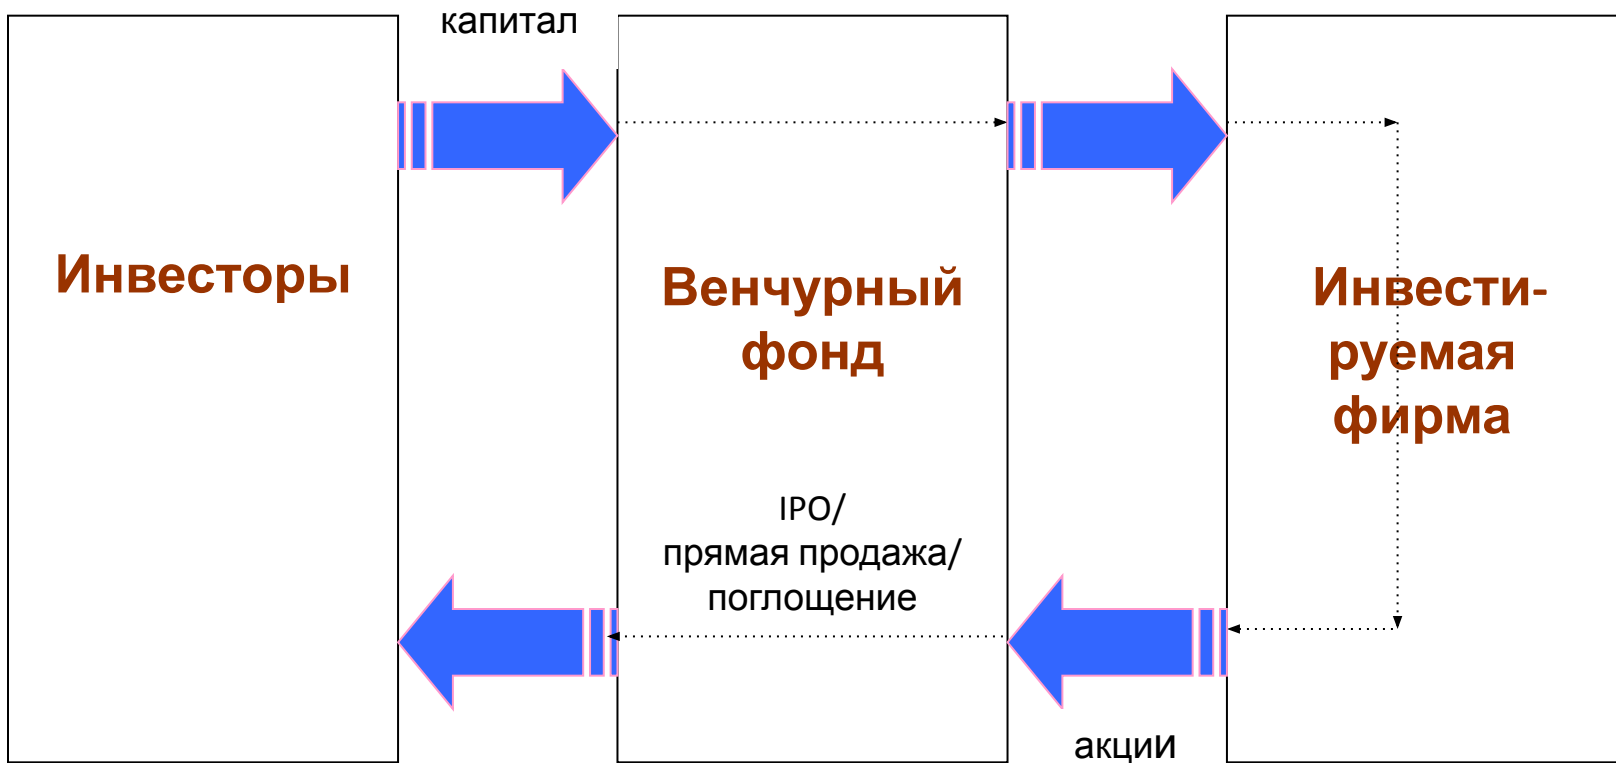 капитал
Инвесторы
Венчурный
фонд
Инвести-
руемая
фирма
IPO/
прямая продажа/
поглощение
акции